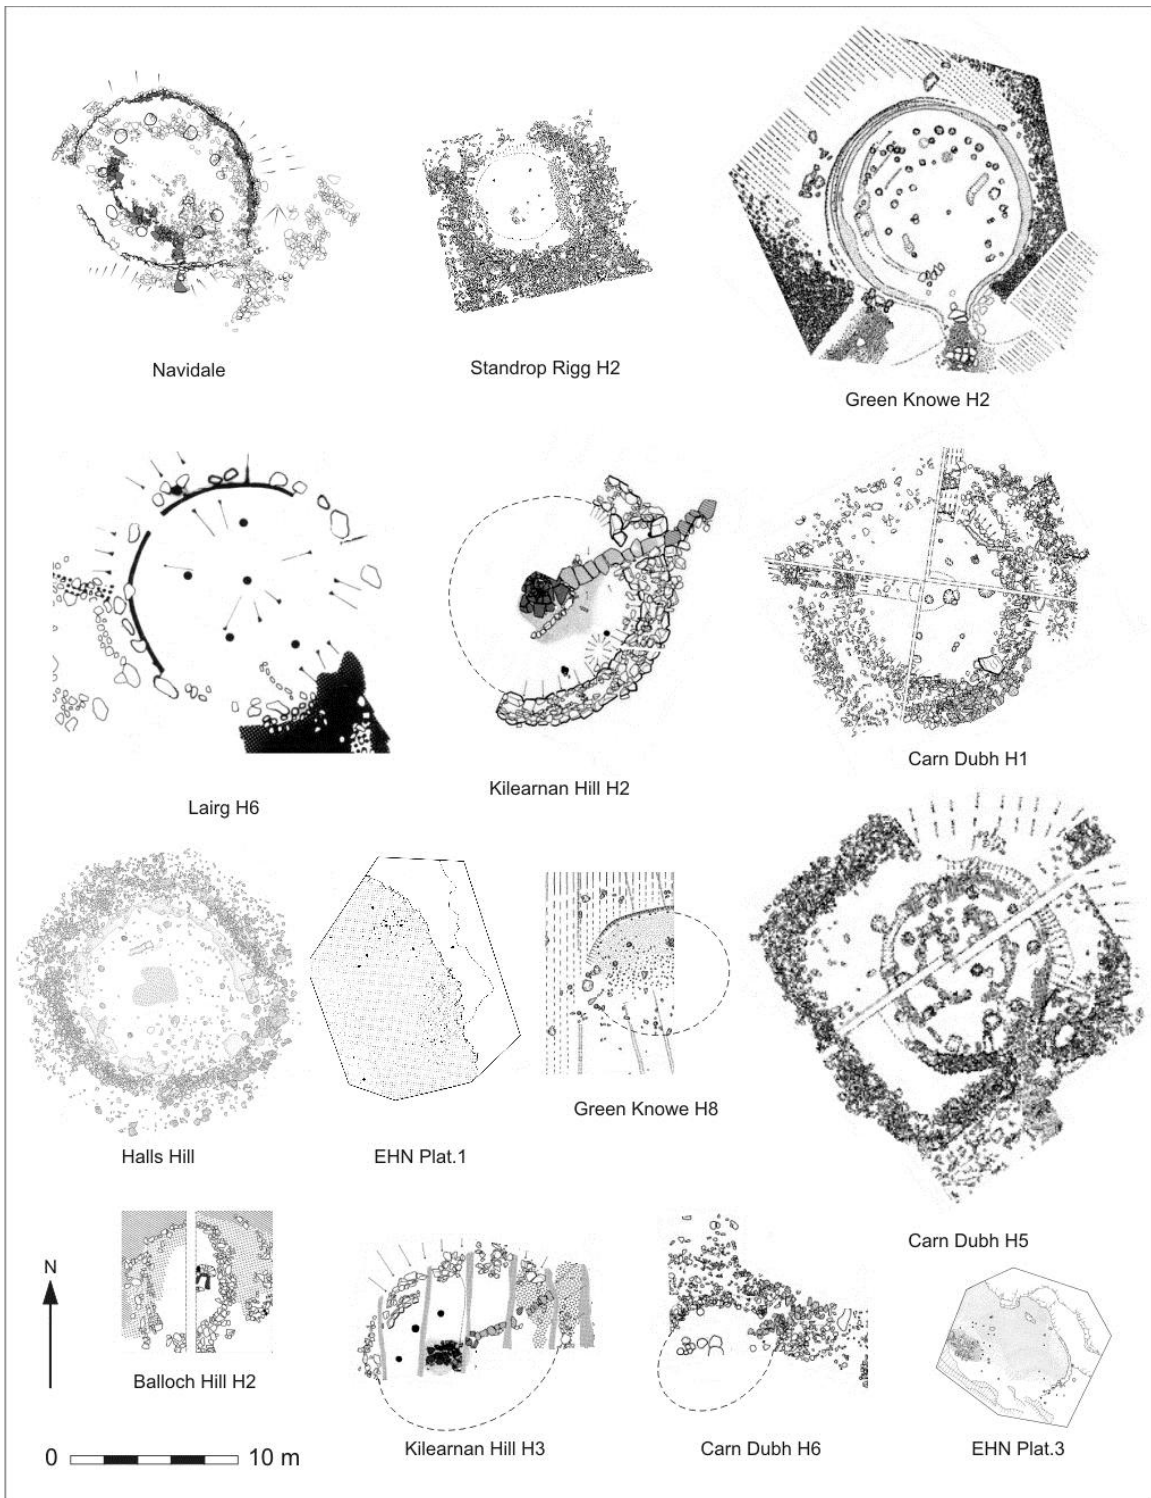 Navidale
Standrop Rigg H2
Green Knowe H2
Lairg H6
Kilearnan Hill H2
Carn Dubh H1
Halls Hill
EHN Plat.1
Green Knowe H8
Carn Dubh H5
N
Balloch Hill H2
Kilearnan Hill H3
Carn Dubh H6
EHN Plat.3
0 10 m